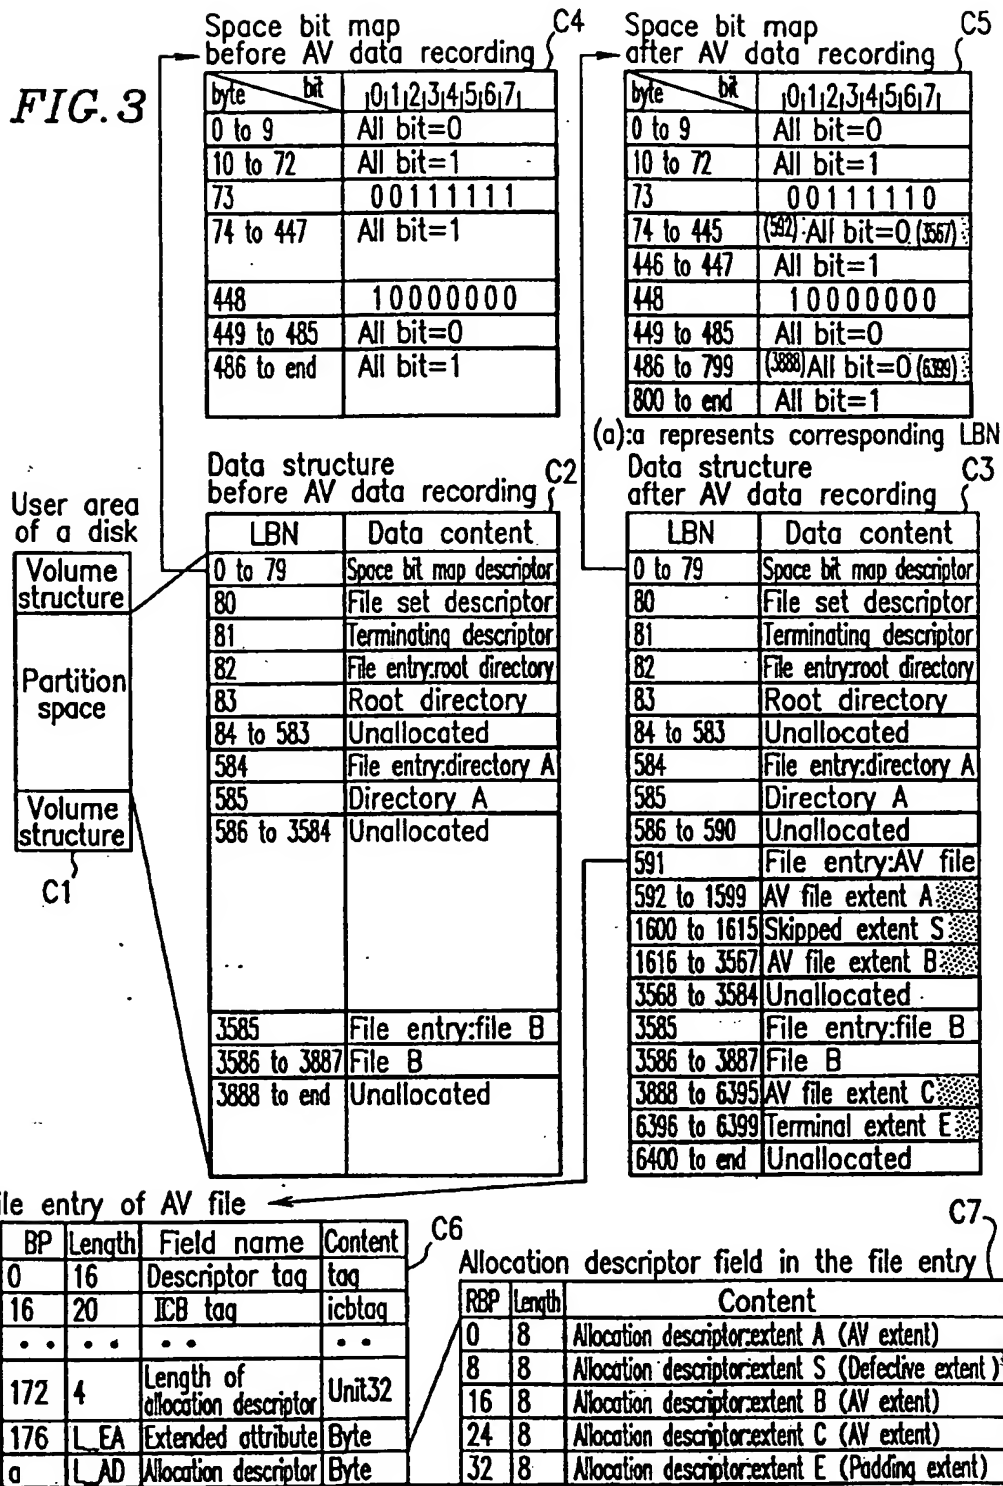 FIG. 3
Space bit map
before AV data recording
C4
byte bit 0 1 2 3 4 5 6 7
0 to 9 All bit=0
10 to 72 All bit=1
73 0 0 1 1 1 1 1 1
74 to 447 All bit=1
448 1 0 0 0 0 0 0 0
449 to 485 All bit=0
486 to end All bit=1
Space bit map
after AV data recording
C5
byte bit 0 1 2 3 4 5 6 7
0 to 9 All bit=0
10 to 72 All bit=1
73 0 0 1 1 1 1 1 0
74 to 445 (592) All bit=0 (3567)
446 to 447 All bit=1
448 1 0 0 0 0 0 0 0
449 to 485 All bit=0
486 to 799 (3888) All bit=0 (6399)
800 to end All bit=1
(a):a represents corresponding LBN
User area
of a disk
Volume
structure
Partition
space
Volume
structure
C1
Data structure
before AV data recording
C2
LBN Data content
0 to 79 Space bit map descriptor
80 File set descriptor
81 Terminating descriptor
82 File entry:root directory
83 Root directory
84 to 583 Unallocated
584 File entry:directory A
585 Directory A
586 to 3584 Unallocated
3585 File entry:file B
3586 to 3887 File B
3888 to end Unallocated
Data structure
after AV data recording
C3
LBN Data content
0 to 79 Space bit map descriptor
80 File set descriptor
81 Terminating descriptor
82 File entry:root directory
83 Root directory
84 to 583 Unallocated
584 File entry:directory A
585 Directory A
586 to 590 Unallocated
591 File entry:AV file
592 to 1599 AV file extent A
1600 to 1615 Skipped extent S
1616 to 3567 AV file extent B
3568 to 3584 Unallocated
3585 File entry:file B
3586 to 3887 File B
3888 to 6395 AV file extent C
6396 to 6399 Terminal extent E
6400 to end Unallocated
ile entry of AV file
C6
BP Length Field name Content
0 16 Descriptor tag tag
16 20 ICB tag icbtag
172 4 Length of
allocation descriptor Unit32
176 L_EA Extended attribute Byte
a L_AD Allocation descriptor Byte
C7
Allocation descriptor field in the file entry
RBP Length Content
0 8 Allocation descriptor:extent A (AV extent)
8 8 Allocation descriptor:extent S (Defective extent)
16 8 Allocation descriptor:extent B (AV extent)
24 8 Allocation descriptor:extent C (AV extent)
32 8 Allocation descriptor:extent E (Padding extent)